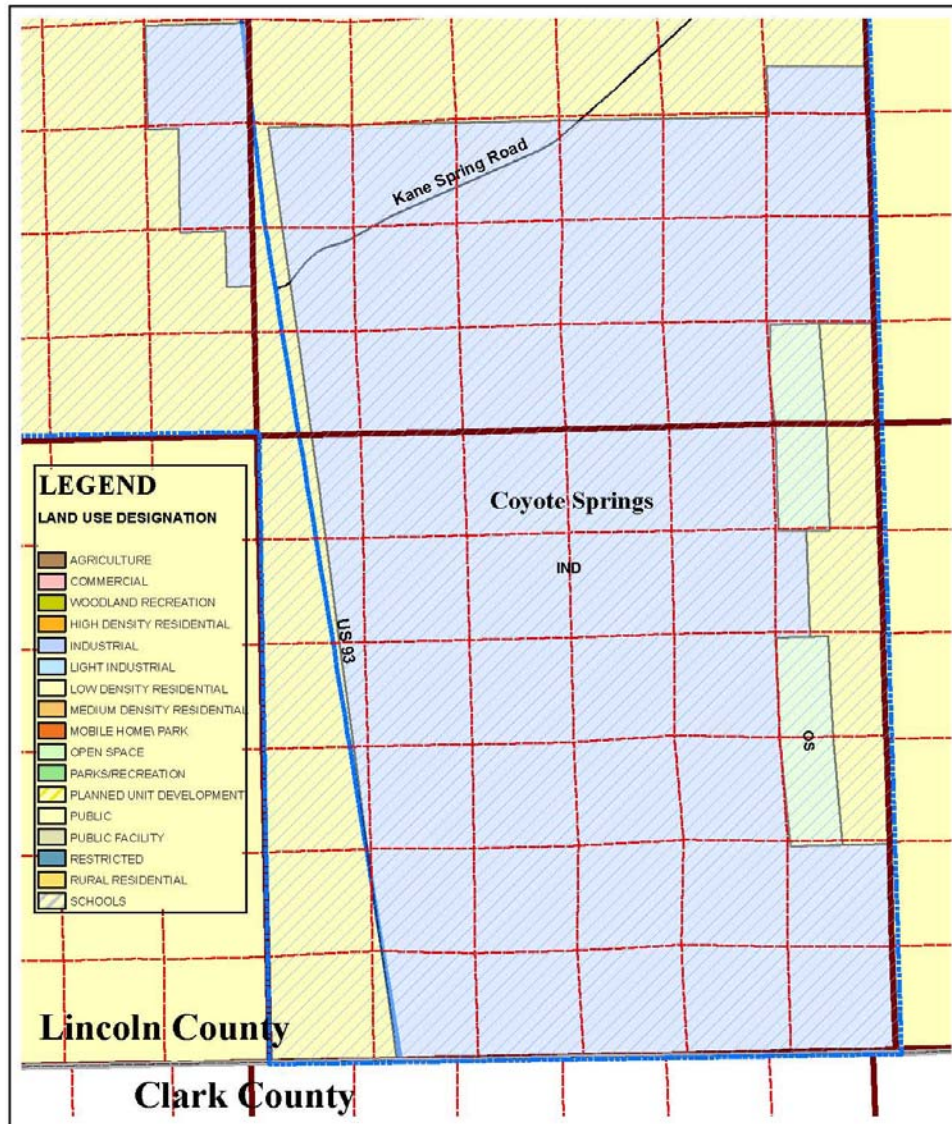 Kane Spring Road
LEGEND
LAND USE DESIGNATION
AGRICULTURE
COMMERCIAL
WOODLAND RECREATION
HIGH DENSITY RESIDENTIAL
INDUSTRIAL
LIGHT INDUSTRIAL
LOW DENSITY RESIDENTIAL
MEDIUM DENSITY RESIDENTIAL
MOBILE HOME\PARK
OPEN SPACE
PARKS/RECREATION
PLANNED UNIT DEVELOPMENT
PUBLIC
PUBLIC FACILITY
RESTRICTED
RURAL RESIDENTIAL
SCHOOLS
Coyote Springs
IND
US 93
OS
Lincoln County
Clark County